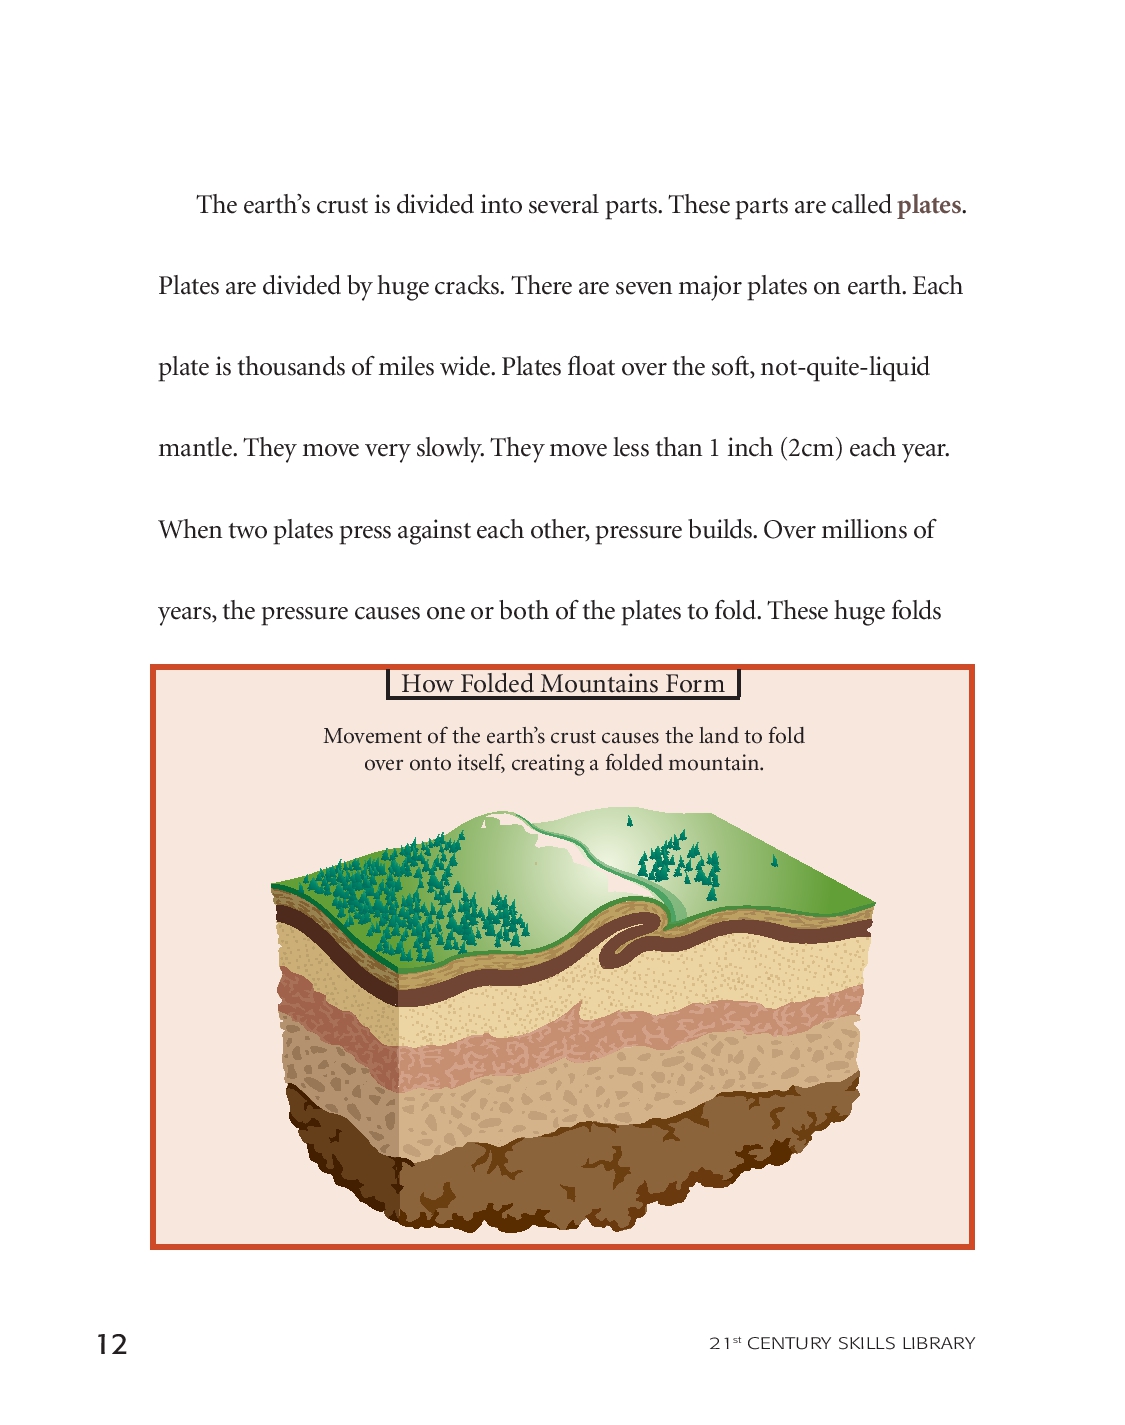 The earth’s crust is divided into several parts. These parts are called plates.
Plates are divided by huge cracks. There are seven major plates on earth. Each
plate is thousands of miles wide. Plates float over the soft, not-quite-liquid
mantle. They move very slowly. They move less than 1 inch (2cm) each year.
When two plates press against each other, pressure builds. Over millions of
years, the pressure causes one or both of the plates to fold. These huge folds
How Folded Mountains Form
Movement of the earth’s crust causes the land to fold
over onto itself, creating a folded mountain.
12
21st CENTURY SKILLS LIBRARY